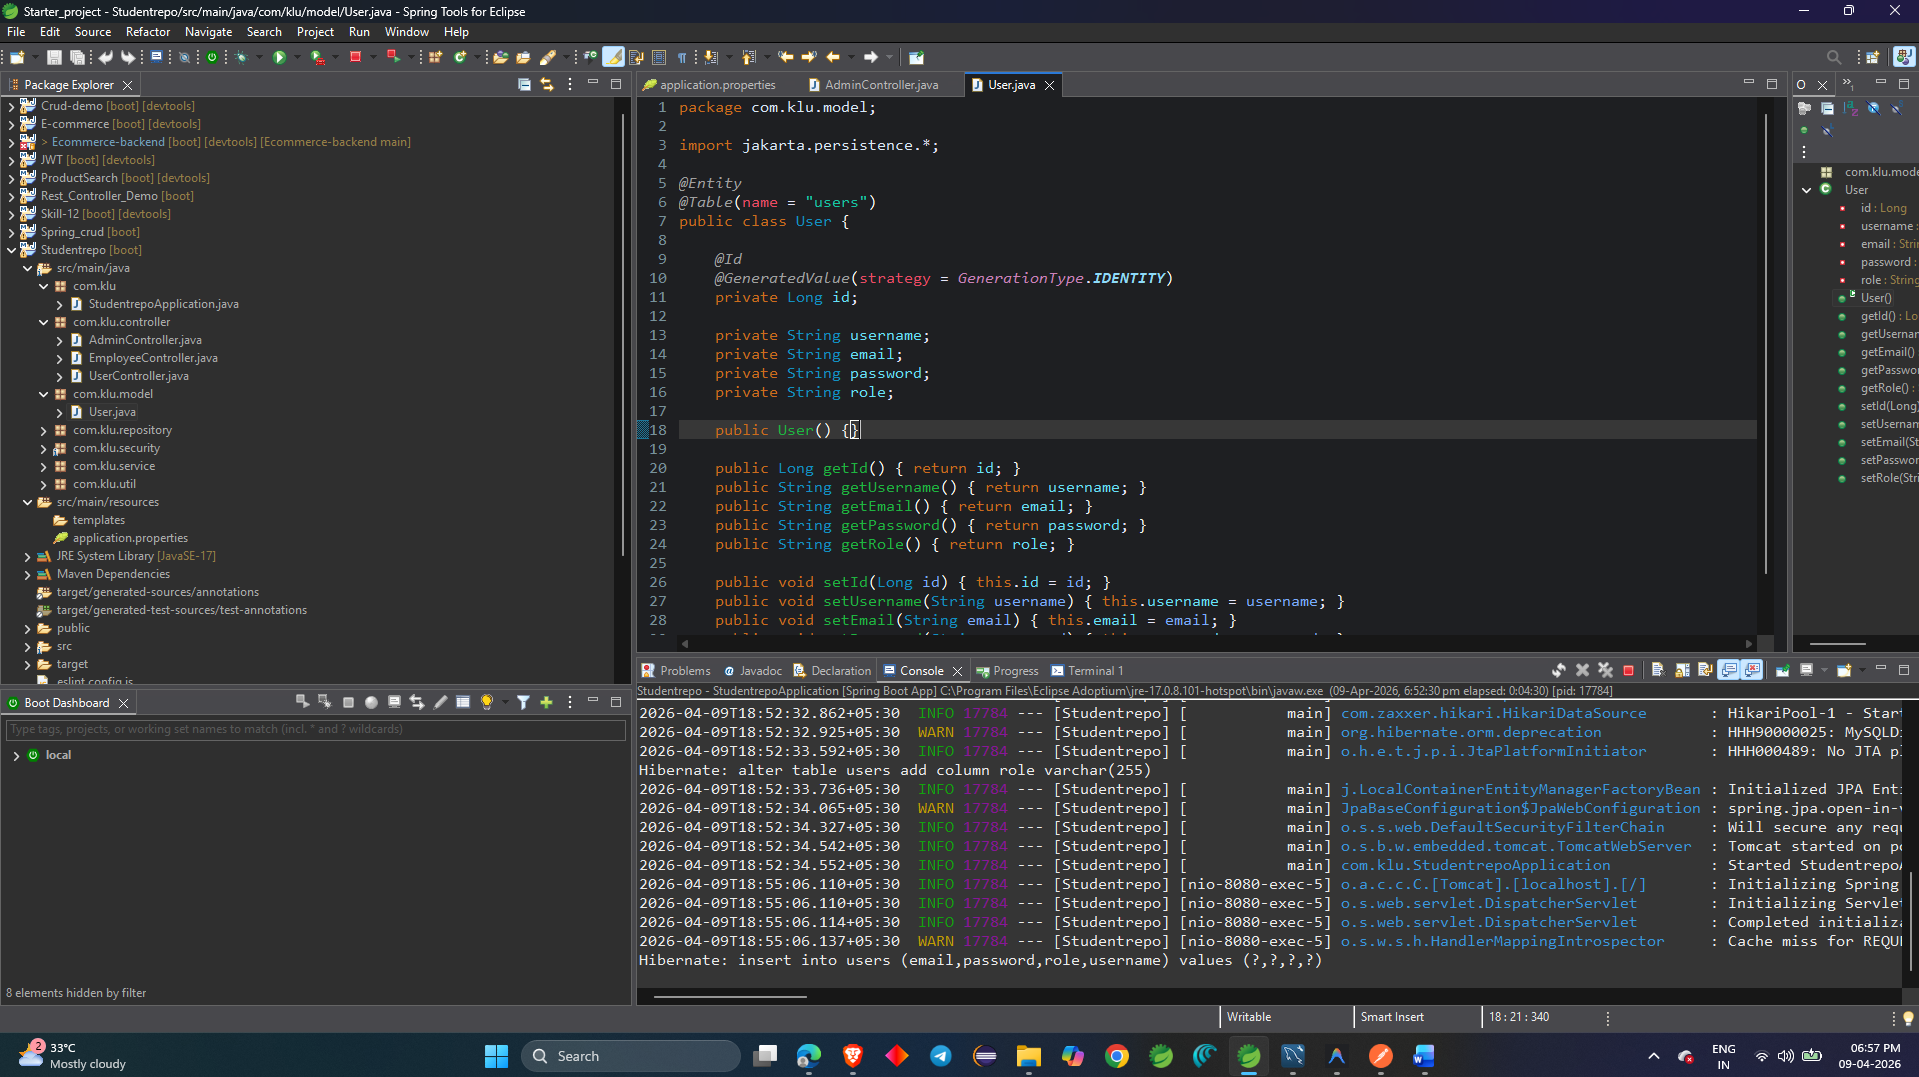 Starter_project - Studentrepo/src/main/java/com/klu/model/User.java - Spring Tools for Eclipse
File Edit Source Refactor Navigate Search Project Run Window Help
Package Explorer
Crud-demo [boot] [devtools]
E-commerce [boot] [devtools]
> Ecommerce-backend [boot] [devtools] [Ecommerce-backend main]
JWT [boot] [devtools]
ProductSearch [boot] [devtools]
Rest_Controller_Demo [boot]
Skill-12 [boot] [devtools]
Spring_crud [boot]
Studentrepo [boot]
src/main/java
com.klu
StudentrepoApplication.java
com.klu.controller
AdminController.java
EmployeeController.java
UserController.java
com.klu.model
User.java
com.klu.repository
com.klu.security
com.klu.service
com.klu.util
src/main/resources
templates
application.properties
JRE System Library [JavaSE-17]
Maven Dependencies
target/generated-sources/annotations
target/generated-test-sources/test-annotations
public
src
target
eslint.config.js
Boot Dashboard
Type tags, projects, or working set names to match (incl. * and ? wildcards)
local
8 elements hidden by filter
application.properties AdminController.java User.java
1 package com.klu.model;
2
3 import jakarta.persistence.*;
4
5 @Entity
6 @Table(name = "users")
7 public class User {
8
9 @Id
10 @GeneratedValue(strategy = GenerationType.IDENTITY)
11 private Long id;
12
13 private String username;
14 private String email;
15 private String password;
16 private String role;
17
18 public User() {}
19
20 public Long getId() { return id; }
21 public String getUsername() { return username; }
22 public String getEmail() { return email; }
23 public String getPassword() { return password; }
24 public String getRole() { return role; }
25
26 public void setId(Long id) { this.id = id; }
27 public void setUsername(String username) { this.username = username; }
28 public void setEmail(String email) { this.email = email; }
O
com.klu.mode
User
id : Long
username :
email : Strin
password :
role : String
User()
getId() : Lo
getUsernar
getEmail()
getPasswo
getRole() :
setId(Long)
setUsernam
setEmail(St
setPasswor
setRole(Stri
Problems @ Javadoc Declaration Console Progress Terminal 1
Studentrepo - StudentrepoApplication [Spring Boot App] C:\Program Files\Eclipse Adoptium\jre-17.0.8.101-hotspot\bin\javaw.exe (09-Apr-2026, 6:52:30 pm elapsed: 0:04:30) [pid: 17784]
2026-04-09T18:52:32.862+05:30 INFO 17784 --- [Studentrepo] [ main] com.zaxxer.hikari.HikariDataSource : HikariPool-1 - Star
2026-04-09T18:52:32.925+05:30 WARN 17784 --- [Studentrepo] [ main] org.hibernate.orm.deprecation : HHH90000025: MySQLD
2026-04-09T18:52:33.592+05:30 INFO 17784 --- [Studentrepo] [ main] o.h.e.t.j.p.i.JtaPlatformInitiator : HHH000489: No JTA p
Hibernate: alter table users add column role varchar(255)
2026-04-09T18:52:33.736+05:30 INFO 17784 --- [Studentrepo] [ main] j.LocalContainerEntityManagerFactoryBean : Initialized JPA Ent
2026-04-09T18:52:34.065+05:30 WARN 17784 --- [Studentrepo] [ main] JpaBaseConfiguration$JpaWebConfiguration : spring.jpa.open-in-v
2026-04-09T18:52:34.327+05:30 INFO 17784 --- [Studentrepo] [ main] o.s.s.web.DefaultSecurityFilterChain : Will secure any requ
2026-04-09T18:52:34.542+05:30 INFO 17784 --- [Studentrepo] [ main] o.s.b.w.embedded.tomcat.TomcatWebServer : Tomcat started on po
2026-04-09T18:52:34.552+05:30 INFO 17784 --- [Studentrepo] [ main] com.klu.StudentrepoApplication : Started StudentrepoA
2026-04-09T18:55:06.110+05:30 INFO 17784 --- [Studentrepo] [nio-8080-exec-5] o.a.c.c.C.[Tomcat].[localhost].[/] : Initializing Spring
2026-04-09T18:55:06.110+05:30 INFO 17784 --- [Studentrepo] [nio-8080-exec-5] o.s.web.servlet.DispatcherServlet : Initializing Servlet
2026-04-09T18:55:06.114+05:30 INFO 17784 --- [Studentrepo] [nio-8080-exec-5] o.s.web.servlet.DispatcherServlet : Completed initializa
2026-04-09T18:55:06.137+05:30 WARN 17784 --- [Studentrepo] [nio-8080-exec-5] o.s.w.s.h.HandlerMappingIntrospector : Cache miss for REQU
Hibernate: insert into users (email,password,role,username) values (?,?,?,?)
Writable Smart Insert 18 : 21 : 340
2 33°C
Mostly cloudy
Search
ENG
IN
06:57 PM
09-04-2026